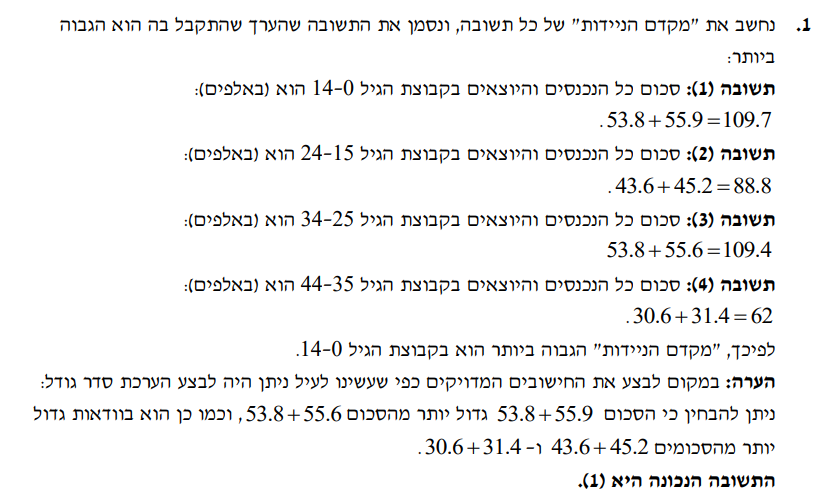 1. נחשב את "מקדם הניידות" של כל תשובה, ונסמן את התשובה שהערך שהתקבל בה הוא הגבוה
ביותר:
תשובה (1): סכום כל הנכנסים והיוצאים בקבוצת הגיל 14-0 הוא (באלפים):
53.8+55.9=109.7.
תשובה (2): סכום כל הנכנסים והיוצאים בקבוצת הגיל 24-15 הוא (באלפים):
43.6+45.2=88.8.
תשובה (3): סכום כל הנכנסים והיוצאים בקבוצת הגיל 34-25 הוא (באלפים):
53.8+55.6=109.4
תשובה (4): סכום כל הנכנסים והיוצאים בקבוצת הגיל 44-35 הוא (באלפים):
30.6+31.4=62.
לפיכך, "מקדם הניידות" הגבוה ביותר הוא בקבוצת הגיל 14-0.
הערה: במקום לבצע את החישובים המדויקים כפי שעשינו לעיל ניתן היה לבצע הערכת סדר גודל:
ניתן להבחין כי הסכום 53.8+55.9 גדול יותר מהסכום 53.8+55.6, וכמו כן הוא בוודאות גדול
יותר מהסכומים 43.6+45.2 ו- 30.6+31.4.
התשובה הנכונה היא (1).